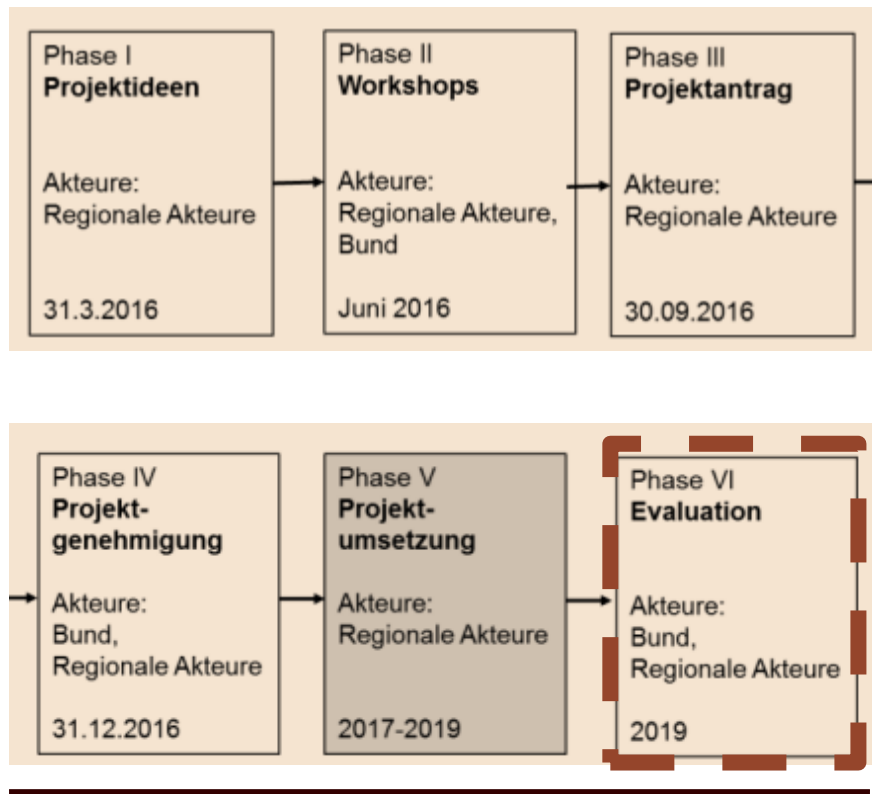 Phase I
Projektideen
Akteure:
Regionale Akteure
31.3.2016
Phase II
Workshops
Akteure:
Regionale Akteure,
Bund
Juni 2016
Phase III
Projektantrag
Akteure:
Regionale Akteure
30.09.2016
Phase IV
Projekt-
genehmigung
Akteure:
Bund,
Regionale Akteure
31.12.2016
Phase V
Projekt-
umsetzung
Akteure:
Regionale Akteure
2017-2019
Phase VI
Evaluation
Akteure:
Bund,
Regionale Akteure
2019